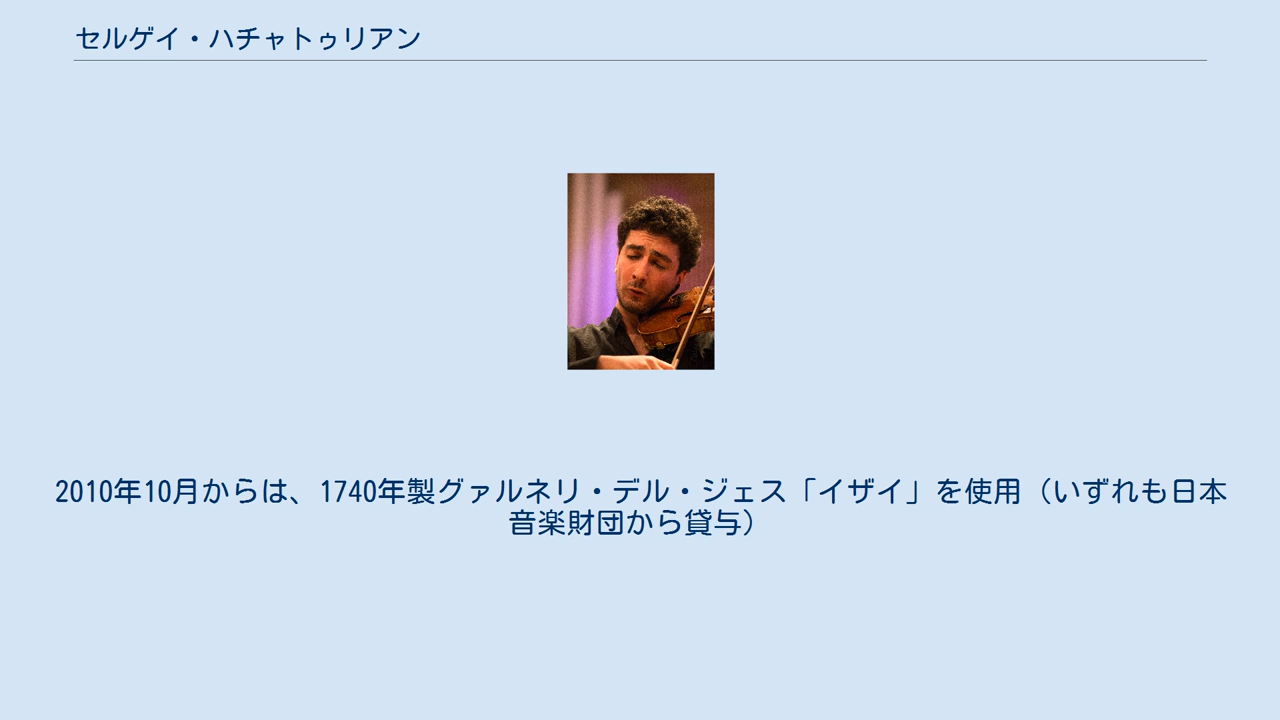 セルゲイ・ハチャトゥリアン
2010年10月からは、1740年製グァルネリ・デル・ジェス「イザイ」を使用（いずれも日本
音楽財団から貸与）